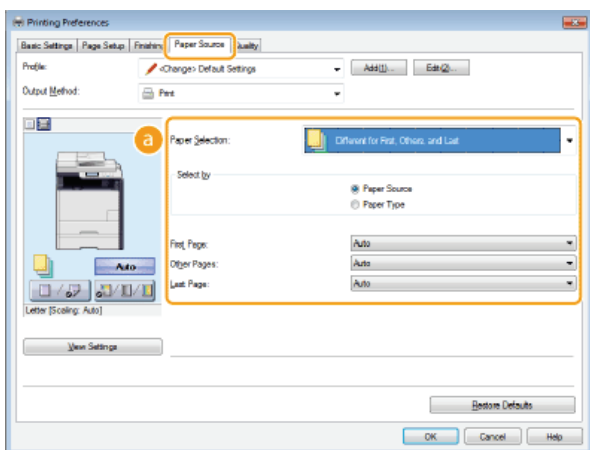 Printing Preferences
Basic Settings Page Setup Finishing Paper Source Quality
Profile: <Change> Default Settings Add(1)... Edit(2)...
Output Method: Print
a Paper Selection: Different for First, Others, and Last
Select by
Paper Source
Paper Type
First Page: Auto
Other Pages: Auto
Last Page: Auto
Auto
Letter [Scaling: Auto]
View Settings
Restore Defaults
OK Cancel Help